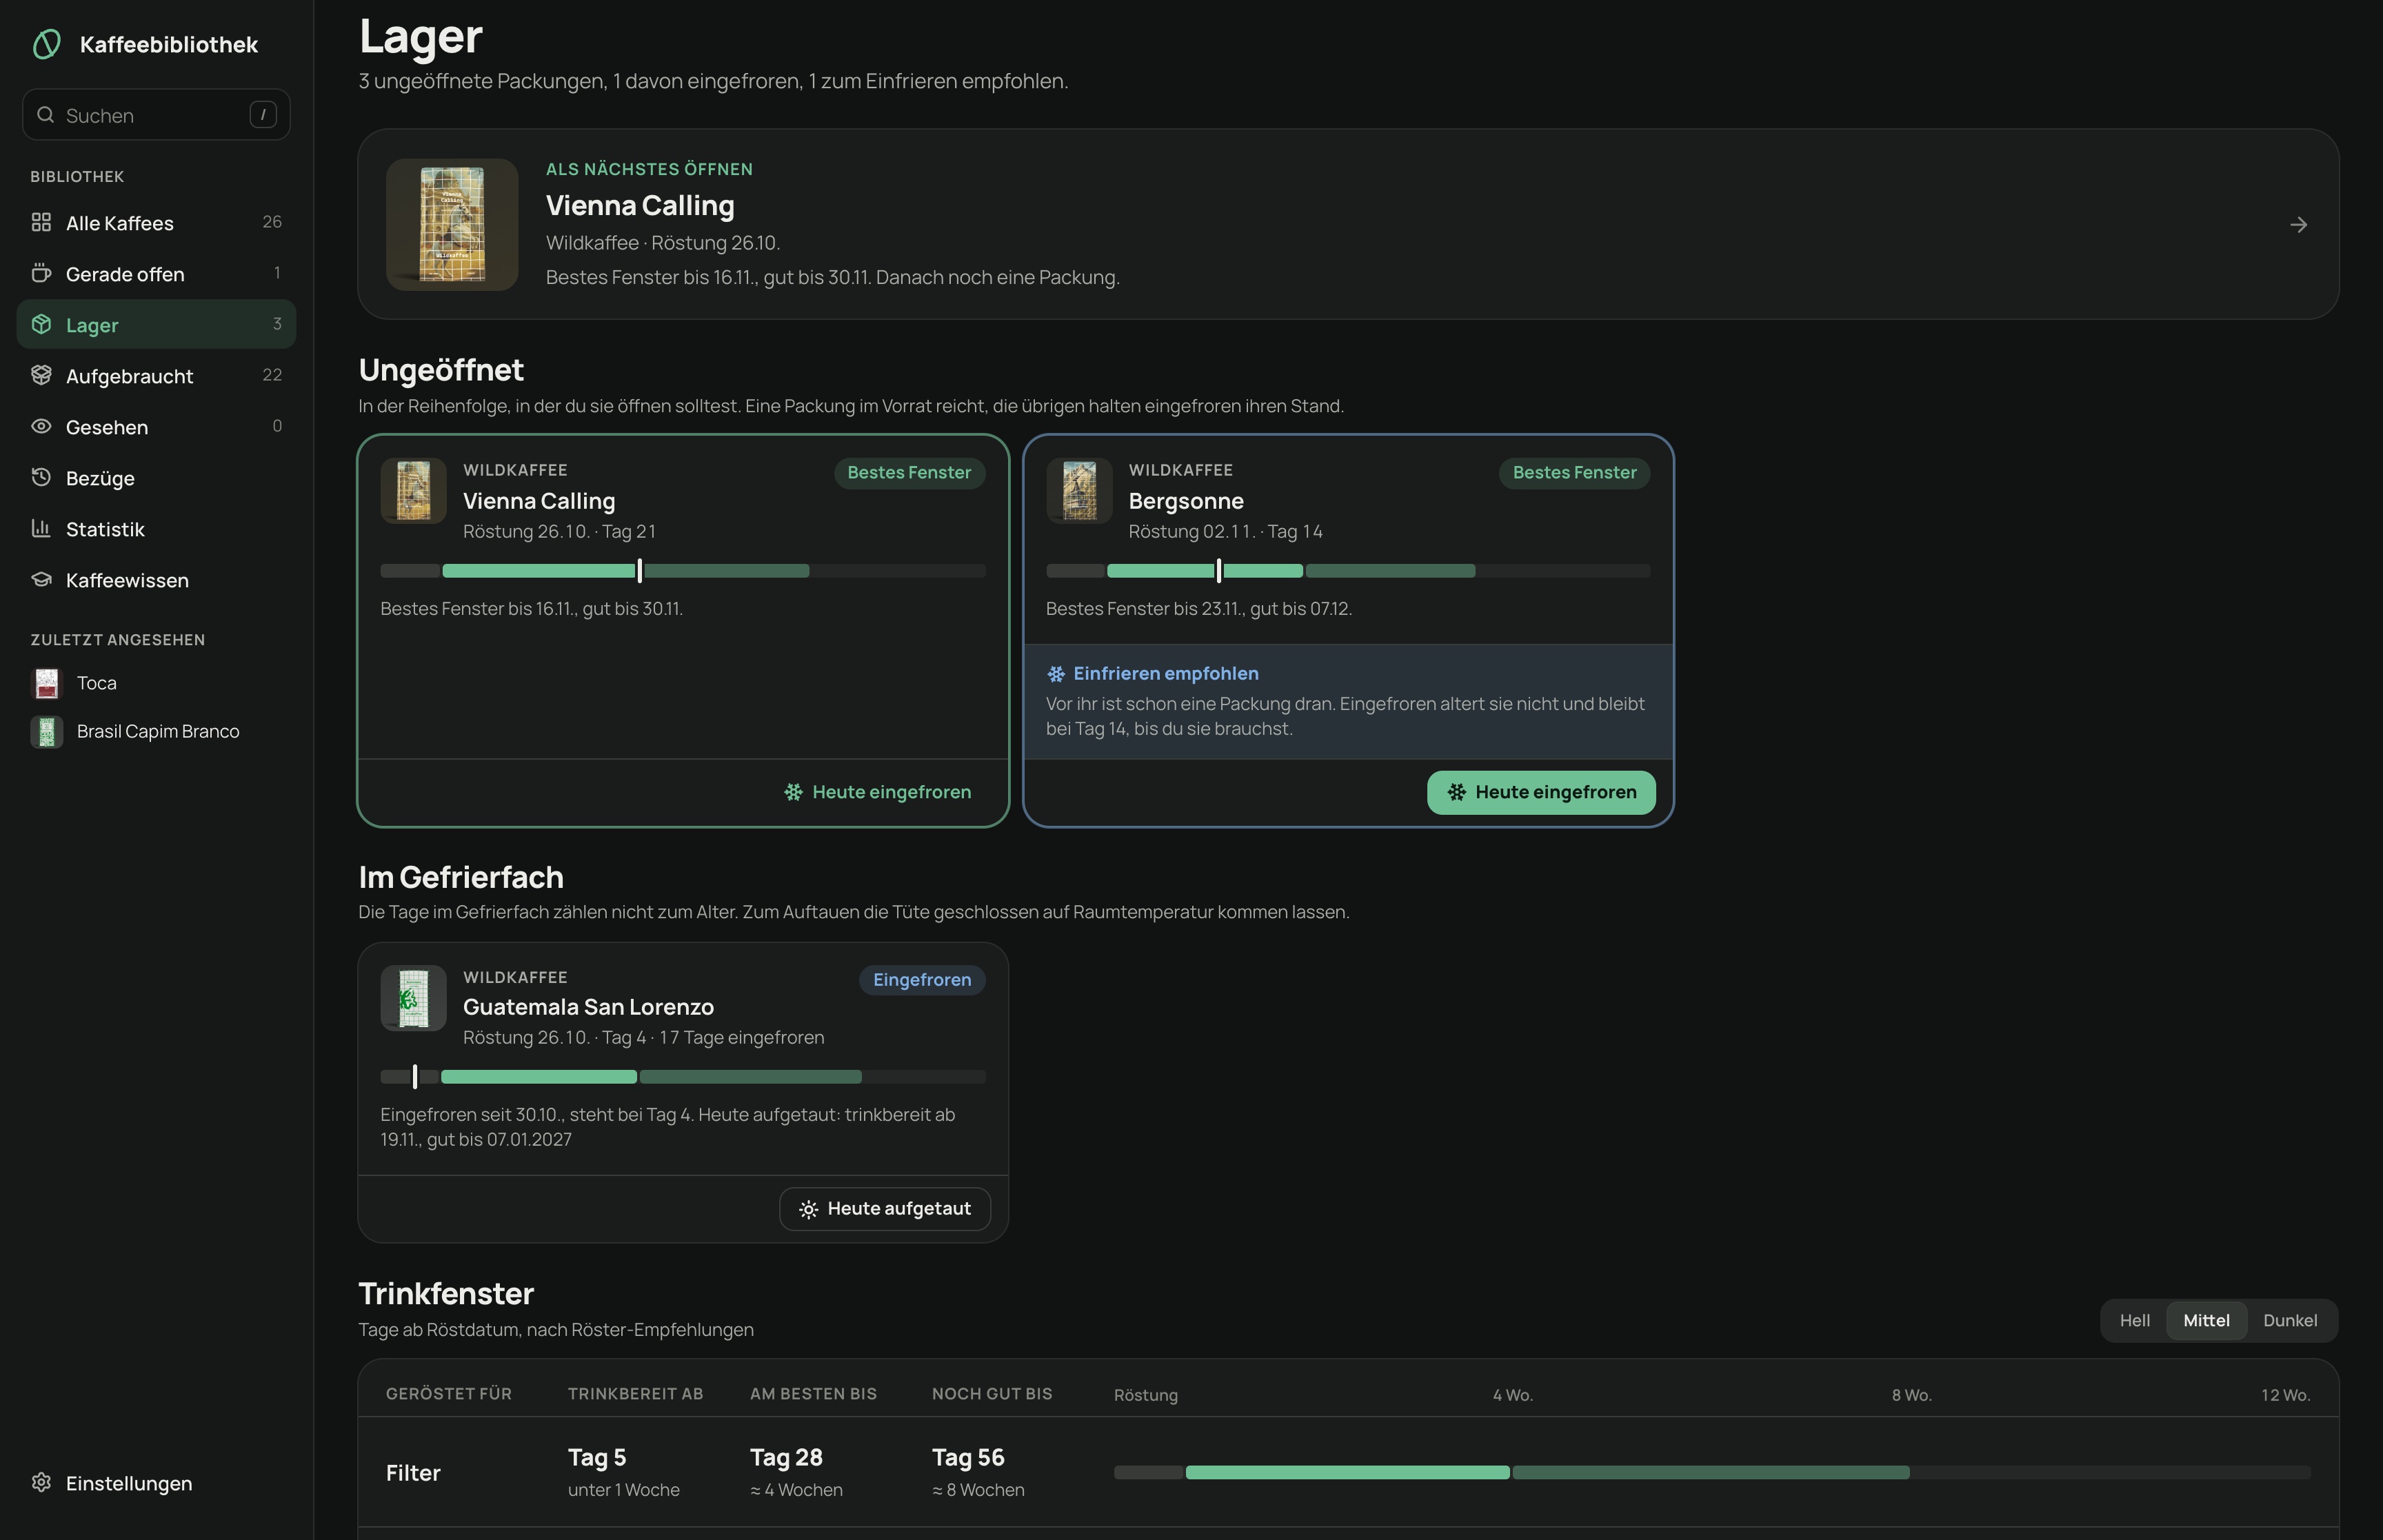 Kaffeebibliothek
Suchen /
BIBLIOTHEK
Alle Kaffees 26
Gerade offen 1
Lager 3
Aufgebraucht 22
Gesehen 0
Bezüge
Statistik
Kaffeewissen
ZULETZT ANGESEHEN
Toca
Brasil Capim Branco
Einstellungen
Lager
3 ungeöffnete Packungen, 1 davon eingefroren, 1 zum Einfrieren empfohlen.
Vienna
Calling
Wildkaffee
ALS NÄCHSTES ÖFFNEN
Vienna Calling
Wildkaffee · Röstung 26.10.
Bestes Fenster bis 16.11., gut bis 30.11. Danach noch eine Packung.
Ungeöffnet
In der Reihenfolge, in der du sie öffnen solltest. Eine Packung im Vorrat reicht, die übrigen halten eingefroren ihren Stand.
WILDKAFFEE
Bestes Fenster
Vienna Calling
Röstung 26.10. · Tag 21
Bestes Fenster bis 16.11., gut bis 30.11.
Heute eingefroren
WILDKAFFEE
Bestes Fenster
Bergsonne
Röstung 02.11. · Tag 14
Bestes Fenster bis 23.11., gut bis 07.12.
Einfrieren empfohlen
Vor ihr ist schon eine Packung dran. Eingefroren altert sie nicht und bleibt
bei Tag 14, bis du sie brauchst.
Heute eingefroren
Im Gefrierfach
Die Tage im Gefrierfach zählen nicht zum Alter. Zum Auftauen die Tüte geschlossen auf Raumtemperatur kommen lassen.
WILDKAFFEE
Eingefroren
Guatemala San Lorenzo
Röstung 26.10. · Tag 4 · 17 Tage eingefroren
Eingefroren seit 30.10., steht bei Tag 4. Heute aufgetaut: trinkbereit ab
19.11., gut bis 07.01.2027
Heute aufgetaut
Trinkfenster
Tage ab Röstdatum, nach Röster-Empfehlungen
Hell Mittel Dunkel
GERÖSTET FÜR TRINKBEREIT AB AM BESTEN BIS NOCH GUT BIS Röstung 4 Wo. 8 Wo. 12 Wo.
Filter
Tag 5 Tag 28 Tag 56
unter 1 Woche ≈ 4 Wochen ≈ 8 Wochen